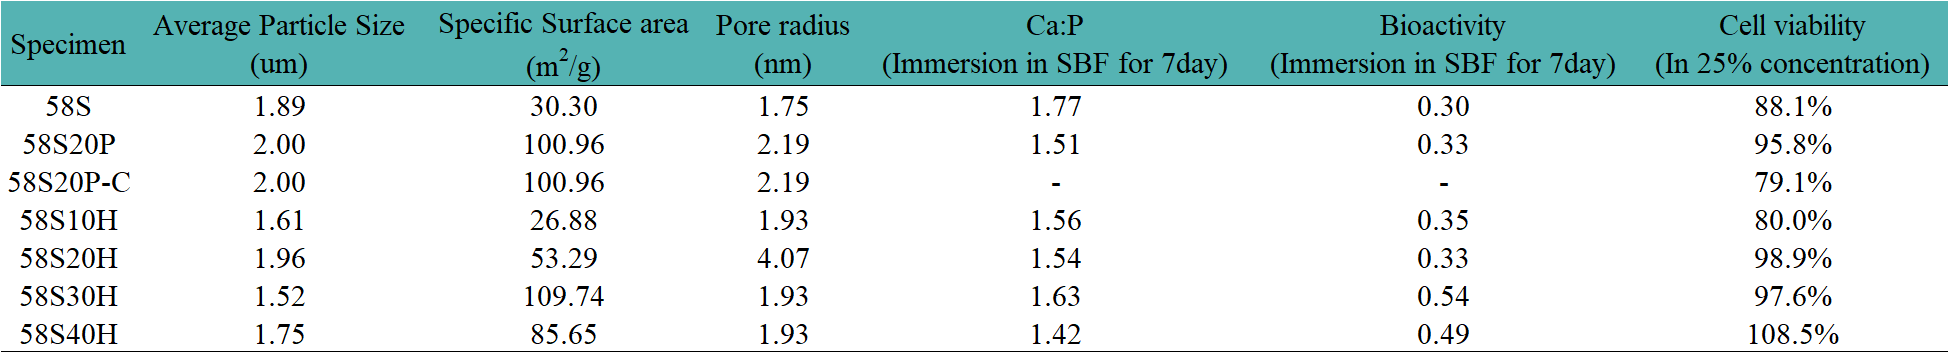 Specimen Average Particle Size (um) Specific Surface area (m²/g) Pore radius (nm) Ca:P (Immersion in SBF for 7day) Bioactivity (Immersion in SBF for 7day) Cell viability (In 25% concentration)
58S 1.89 30.30 1.75 1.77 0.30 88.1%
58S20P 2.00 100.96 2.19 1.51 0.33 95.8%
58S20P-C 2.00 100.96 2.19 - - 79.1%
58S10H 1.61 26.88 1.93 1.56 0.35 80.0%
58S20H 1.96 53.29 4.07 1.54 0.33 98.9%
58S30H 1.52 109.74 1.93 1.63 0.54 97.6%
58S40H 1.75 85.65 1.93 1.42 0.49 108.5%